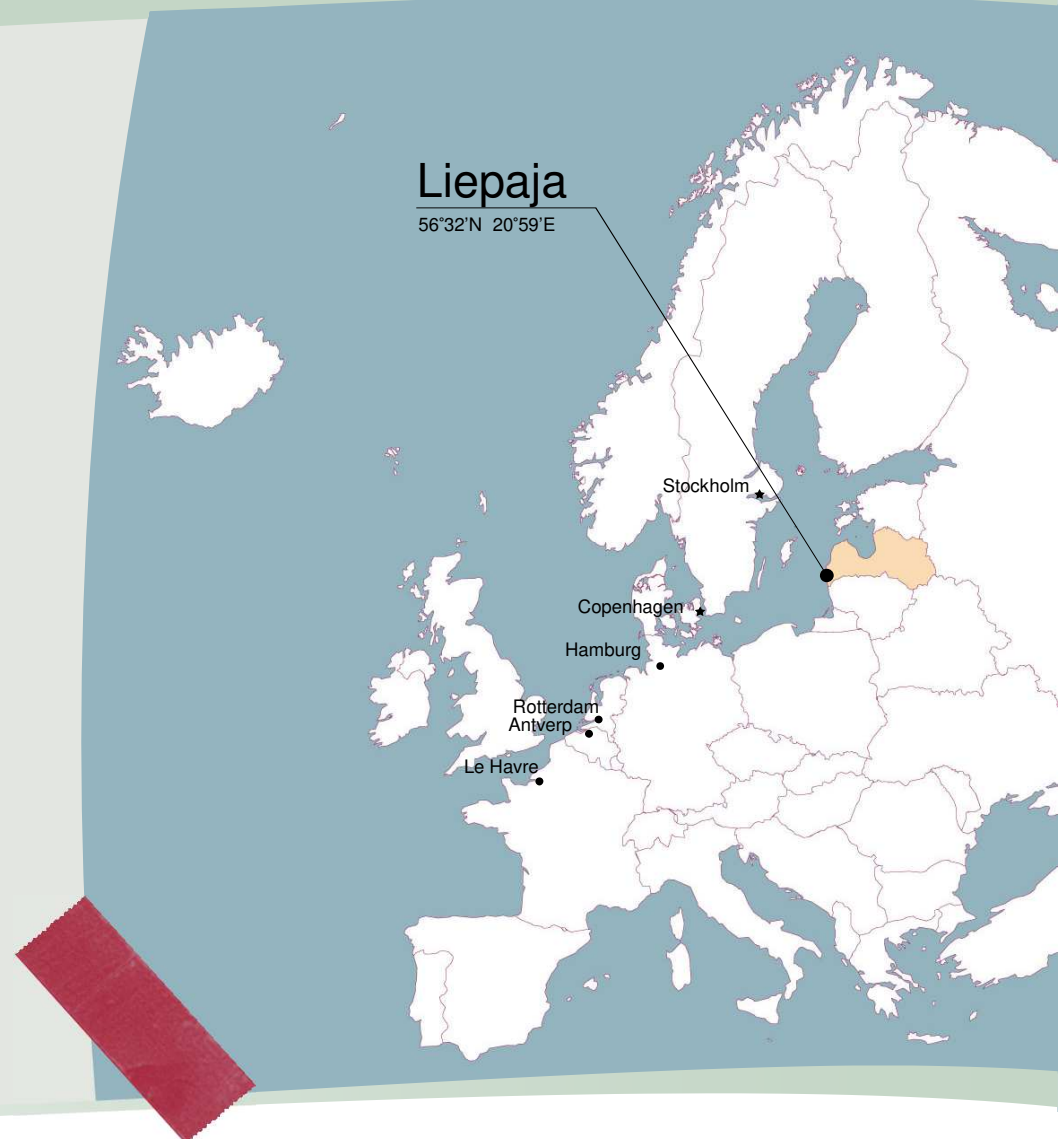 Liepaja
56°32'N 20°59'E
Stockholm
Copenhagen
Hamburg
Rotterdam
Antverp
Le Havre